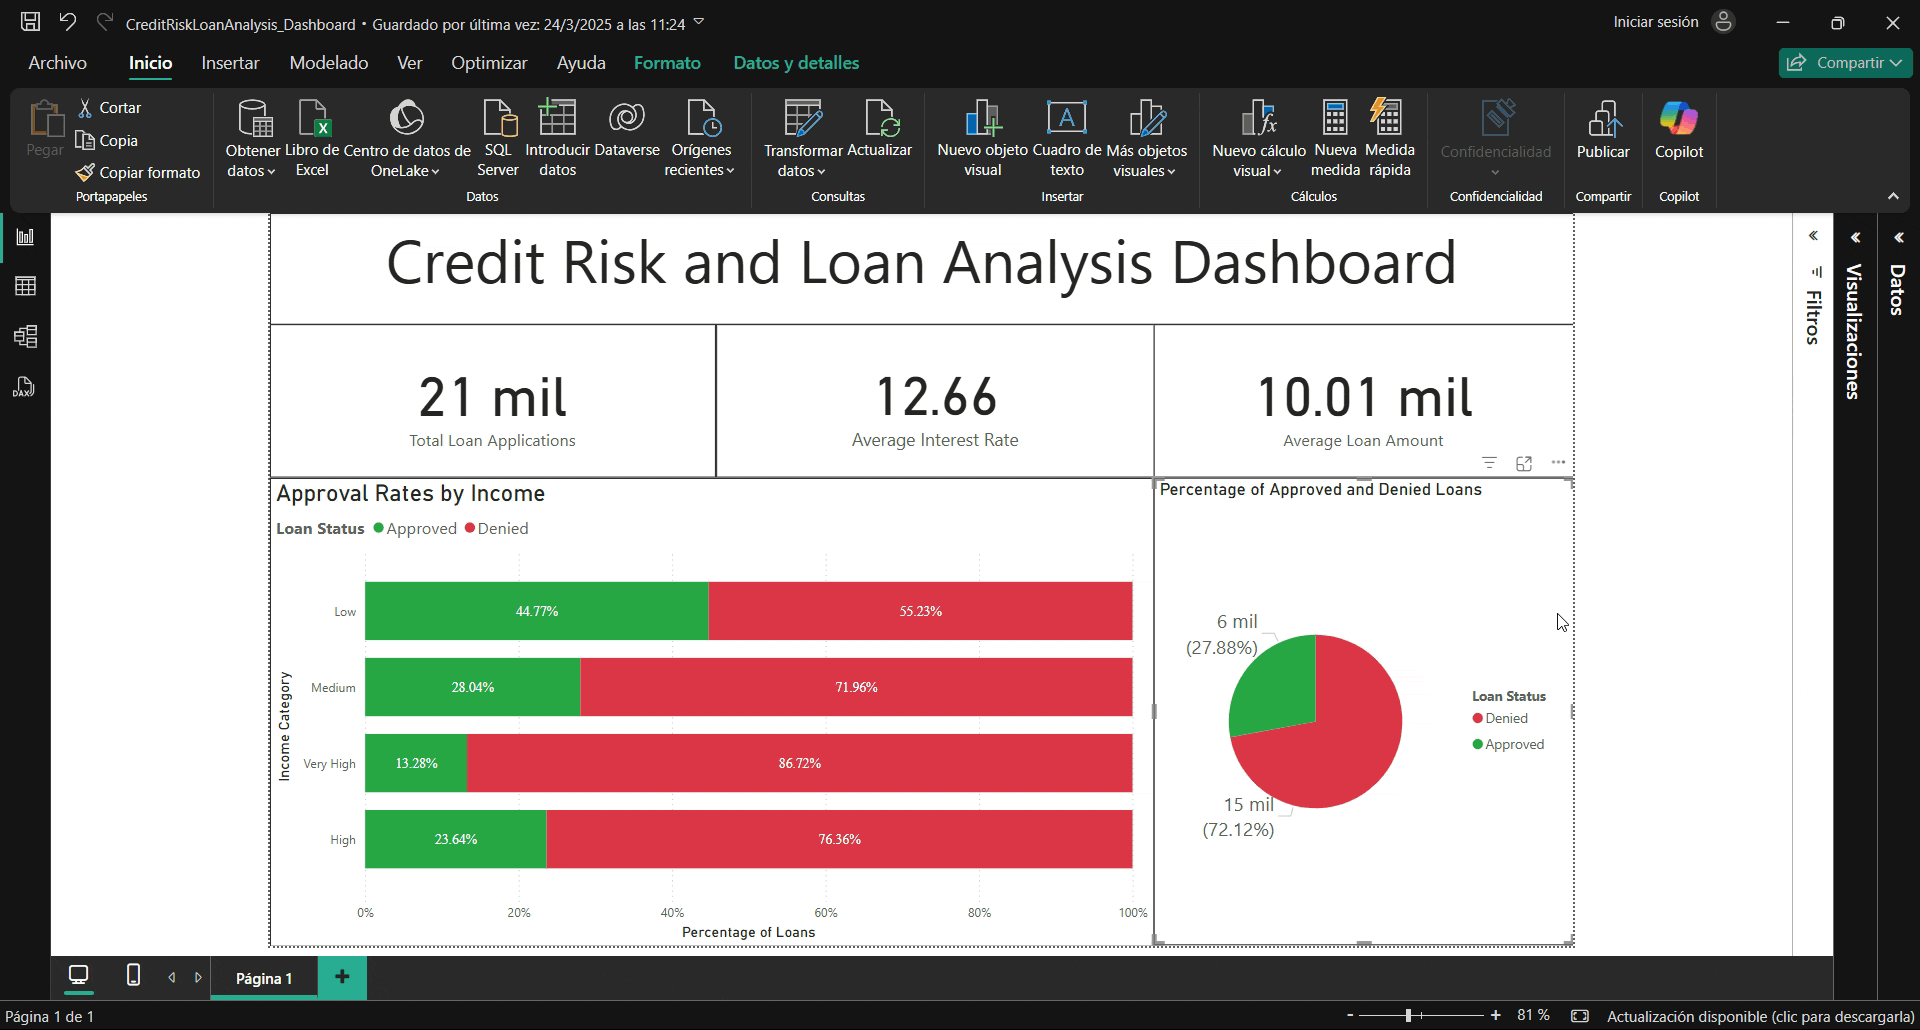 CreditRiskLoanAnalysis_Dashboard • Guardado por última vez: 24/3/2025 a las 11:24
Iniciar sesión
Archivo Inicio Insertar Modelado Ver Optimizar Ayuda Formato Datos y detalles
Compartir
Pegar
Cortar
Copia
Copiar formato
Portapapeles
Obtener datos
Libro de Excel
Centro de datos de OneLake
SQL Server
Introducir datos
Dataverse
Orígenes recientes
Datos
Transformar datos
Actualizar
Consultas
Nuevo objeto visual
Cuadro de texto
Más objetos visuales
Insertar
Nuevo cálculo visual
Nueva medida
Medida rápida
Cálculos
Confidencialidad
Confidencialidad
Publicar
Compartir
Copilot
Copilot
DAX
Credit Risk and Loan Analysis Dashboard
21 mil
Total Loan Applications
12.66
Average Interest Rate
10.01 mil
Average Loan Amount
Approval Rates by Income
Loan Status Approved Denied
Income Category
Low 44.77% 55.23%
Medium 28.04% 71.96%
Very High 13.28% 86.72%
High 23.64% 76.36%
0% 20% 40% 60% 80% 100%
Percentage of Loans
Percentage of Approved and Denied Loans
6 mil
(27.88%)
15 mil
(72.12%)
Loan Status
Denied
Approved
Filtros
Visualizaciones
Datos
Página 1
+
Página 1 de 1
- + 81 %
Actualización disponible (clic para descargarla)